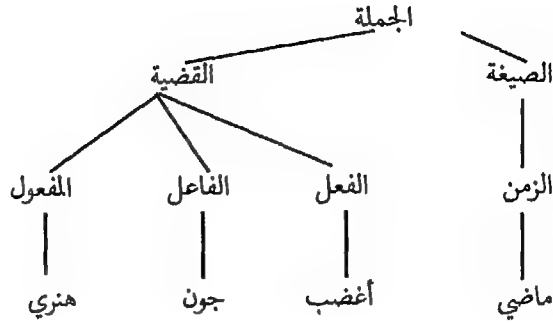 الجملة
الصيغة القضية
الزمن الفعل الفاعل المفعول
ماضي أغضب جون هنري